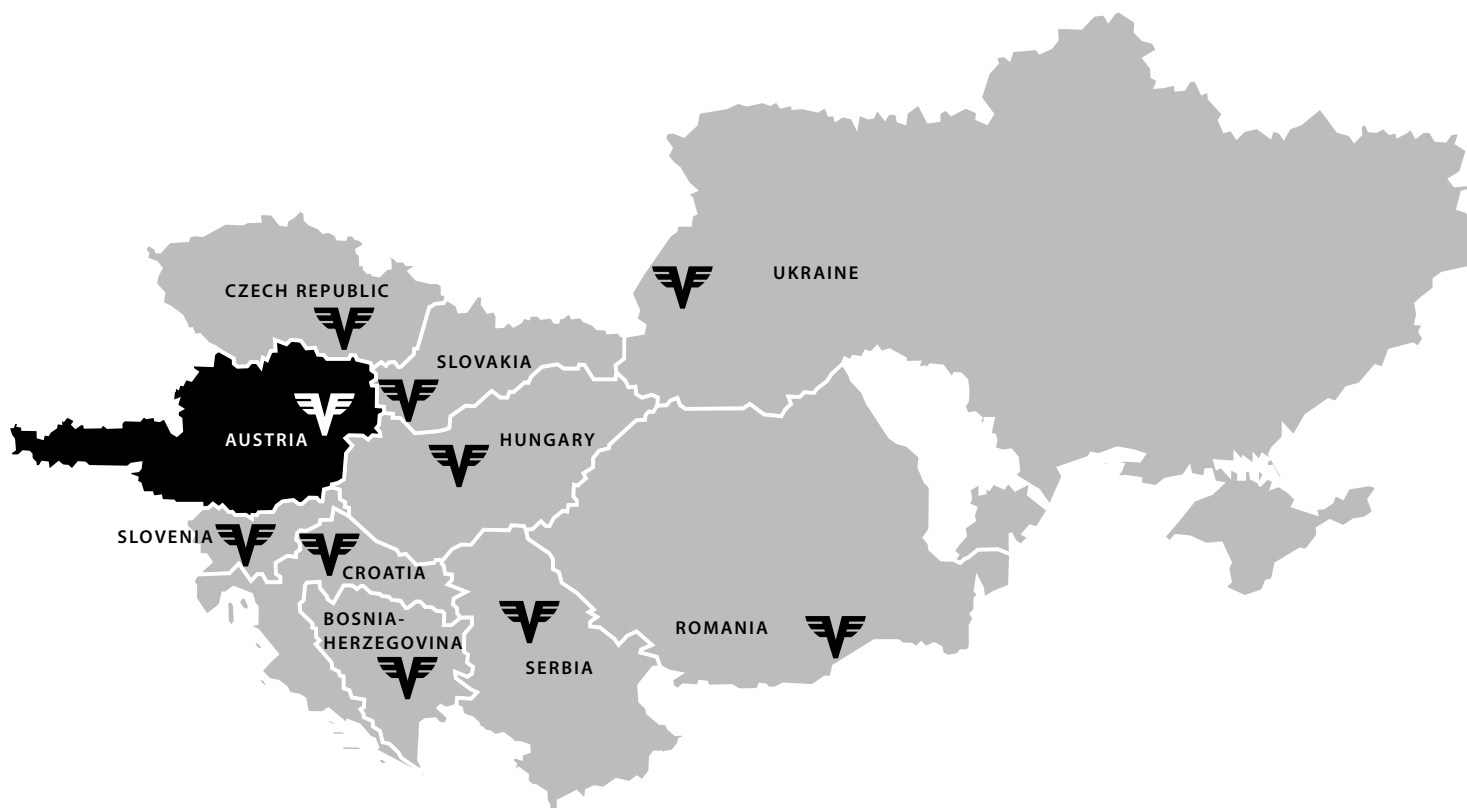 UKRAINE
CZECH REPUBLIC
SLOVAKIA
AUSTRIA
HUNGARY
SLOVENIA
CROATIA
BOSNIA-
HERZEGOVINA
ROMANIA
SERBIA